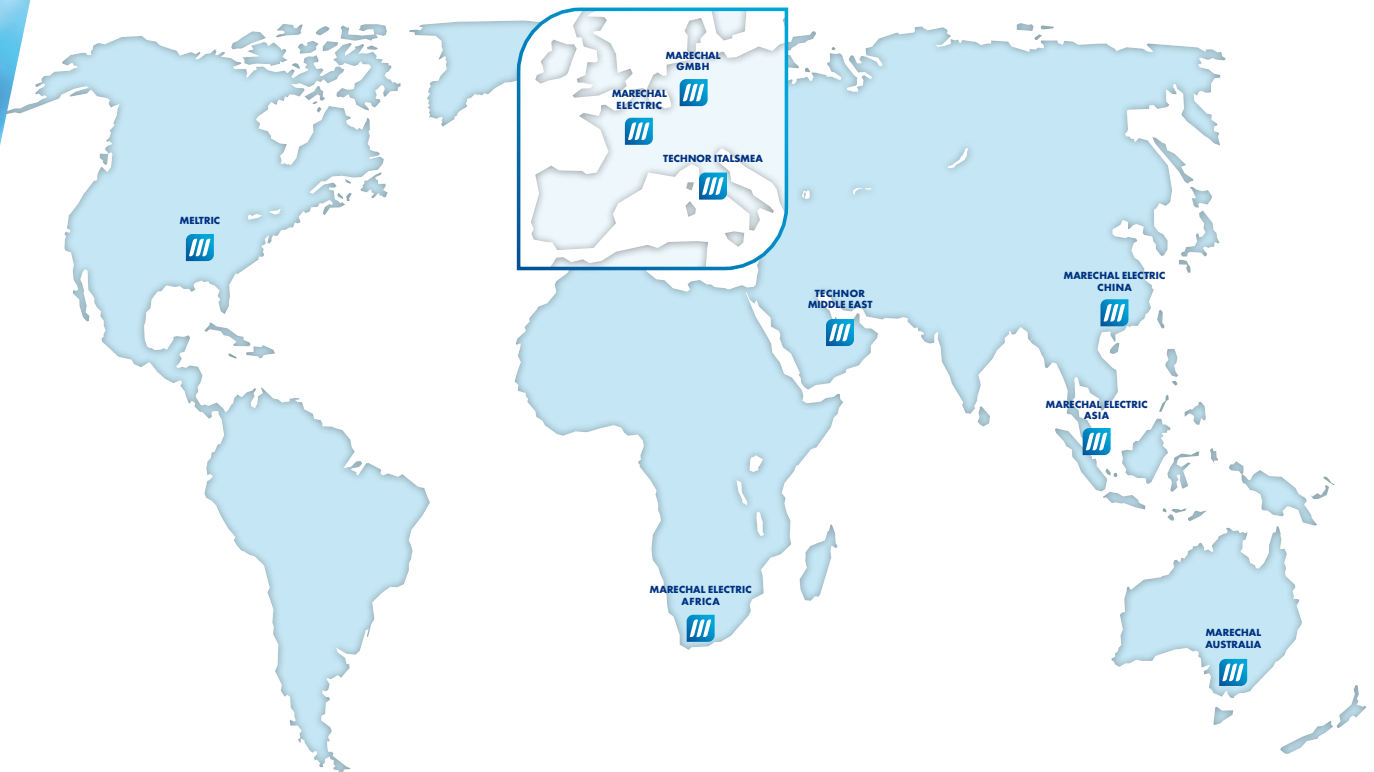 MARECHAL
GMBH
MARECHAL
ELECTRIC
TECHNOR ITALSMEA
MELTRIC
MARECHAL ELECTRIC
CHINA
TECHNOR
MIDDLE EAST
MARECHAL ELECTRIC
ASIA
MARECHAL ELECTRIC
AFRICA
MARECHAL
AUSTRALIA